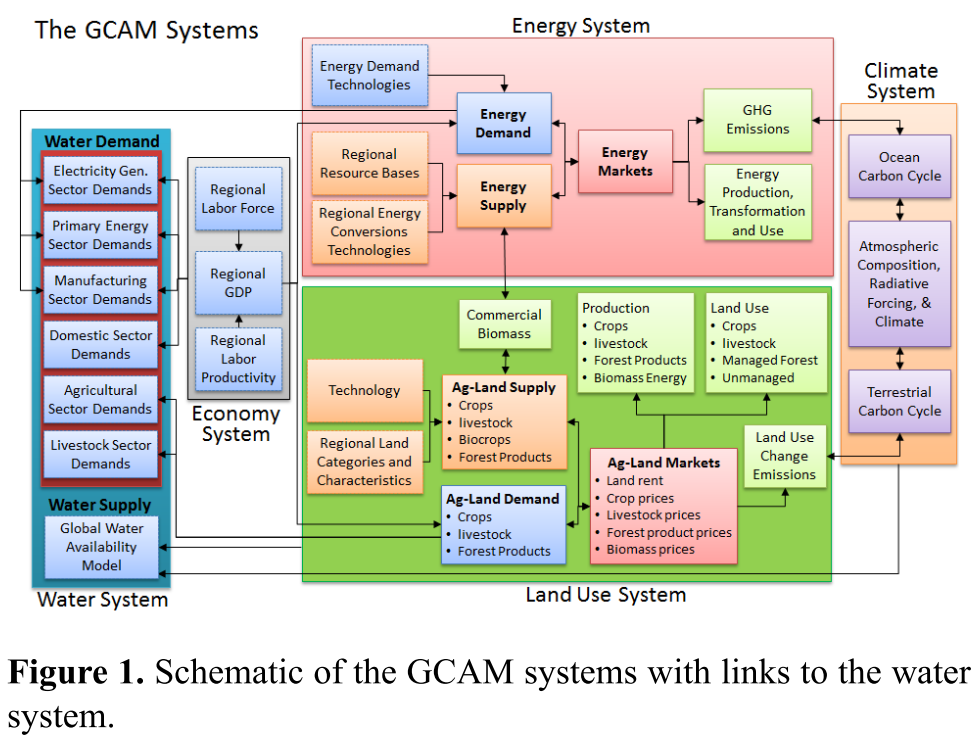 The GCAM Systems
Energy System
Energy Demand
Technologies
Energy
Demand
Regional
Resource Bases
Regional Energy
Conversions
Technologies
Energy
Supply
Energy
Markets
GHG
Emissions
Energy
Production,
Transformation
and Use
Climate
System
Ocean
Carbon Cycle
Atmospheric
Composition,
Radiative
Forcing, &
Climate
Terrestrial
Carbon Cycle
Water Demand
Electricity Gen.
Sector Demands
Primary Energy
Sector Demands
Manufacturing
Sector Demands
Domestic Sector
Demands
Agricultural
Sector Demands
Livestock Sector
Demands
Water Supply
Global Water
Availability
Model
Water System
Regional
Labor Force
Regional
GDP
Regional
Labor
Productivity
Economy
System
Commercial
Biomass
Production
• Crops
• livestock
• Forest Products
• Biomass Energy
Land Use
• Crops
• livestock
• Managed Forest
• Unmanaged
Technology
Regional Land
Categories and
Characteristics
Ag-Land Supply
• Crops
• livestock
• Biocrops
• Forest Products
Ag-Land Demand
• Crops
• livestock
• Forest Products
Ag-Land Markets
• Land rent
• Crop prices
• Livestock prices
• Forest product prices
• Biomass prices
Land Use
Change
Emissions
Land Use System
Figure 1. Schematic of the GCAM systems with links to the water
system.